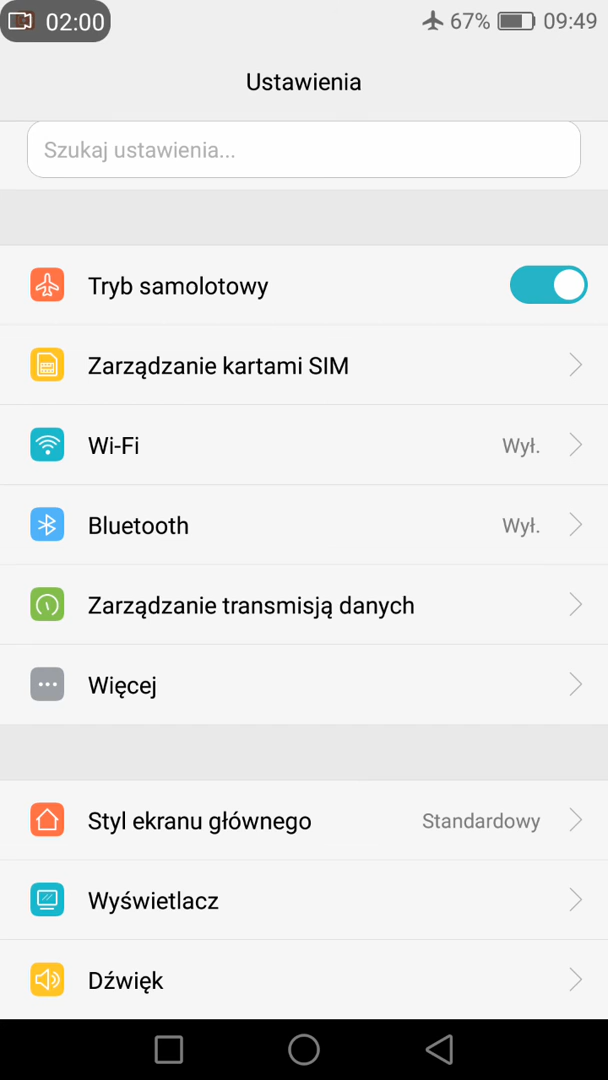 02:00 67% 09:49
Ustawienia
Szukaj ustawienia...
Tryb samolotowy
Zarządzanie kartami SIM
Wi-Fi Wył.
Bluetooth Wył.
Zarządzanie transmisją danych
Więcej
Styl ekranu głównego Standardowy
Wyświetlacz
Dźwięk